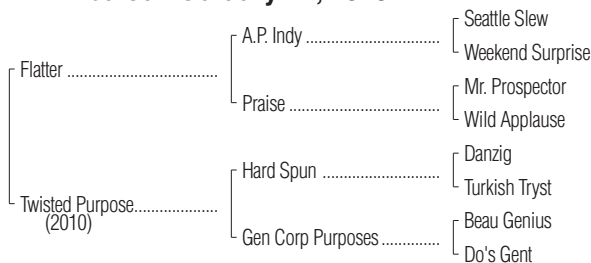 Seattle Slew
A.P. Indy
Weekend Surprise
Flatter
Mr. Prospector
Praise
Wild Applause
Danzig
Hard Spun
Turkish Tryst
Twisted Purpose
(2010)
Beau Genius
Gen Corp Purposes
Do's Gent